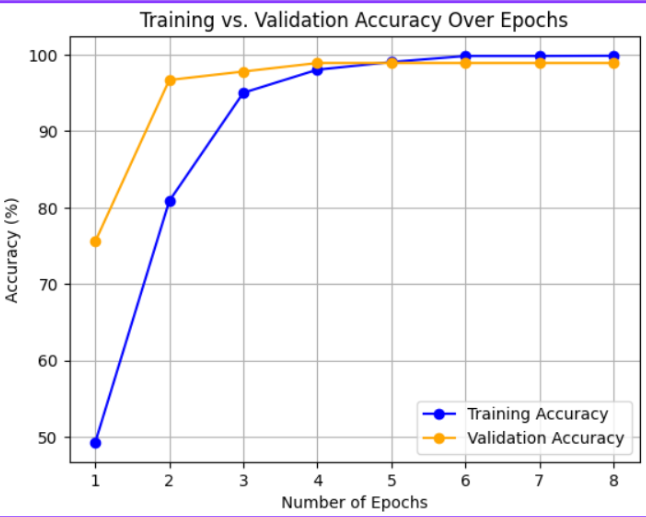 Training vs. Validation Accuracy Over Epochs
100
90
80
70
60
50
Accuracy (%)
Training Accuracy
Validation Accuracy
1 2 3 4 5 6 7 8
Number of Epochs